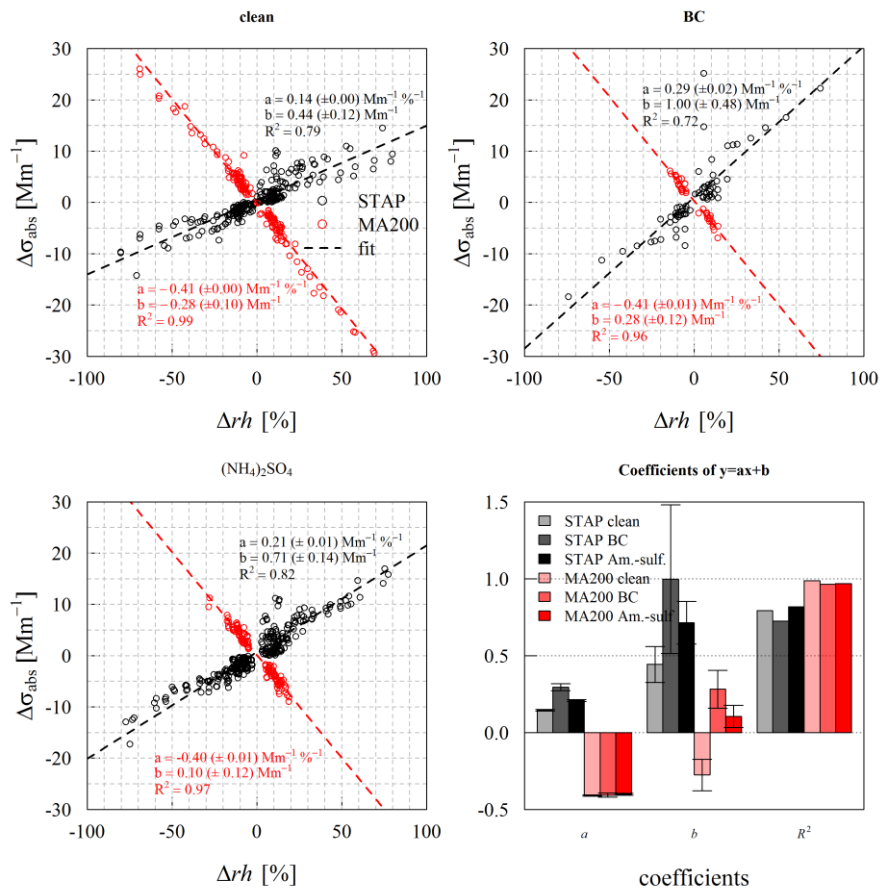 clean
30
20
10
0
-10
-20
-30
Δσabs [Mm⁻¹]
a = 0.14 (±0.00) Mm⁻¹ %⁻¹
b = 0.44 (±0.12) Mm⁻¹
R² = 0.79
STAP
MA200
fit
a = −0.41 (±0.00) Mm⁻¹ %⁻¹
b = −0.28 (±0.10) Mm⁻¹
R² = 0.99
-100 -50 0 50 100
Δrh [%]
BC
30
20
10
0
-10
-20
-30
Δσabs [Mm⁻¹]
a = 0.29 (±0.02) Mm⁻¹ %⁻¹
b = 1.00 (± 0.48) Mm⁻¹
R² = 0.72
a = −0.41 (±0.01) Mm⁻¹ %⁻¹
b = 0.28 (±0.12) Mm⁻¹
R² = 0.96
-100 -50 0 50 100
Δrh [%]
(NH₄)₂SO₄
30
20
10
0
-10
-20
-30
Δσabs [Mm⁻¹]
a = 0.21 (± 0.01) Mm⁻¹ %⁻¹
b = 0.71 (± 0.14) Mm⁻¹
R² = 0.82
a = -0.40 (± 0.01) Mm⁻¹ %⁻¹
b = 0.10 (± 0.12) Mm⁻¹
R² = 0.97
-100 -50 0 50 100
Δrh [%]
Coefficients of y=ax+b
1.5
1.0
0.5
0.0
-0.5
STAP clean
STAP BC
STAP Am.-sulf.
MA200 clean
MA200 BC
MA200 Am.-sulf
a b R²
coefficients